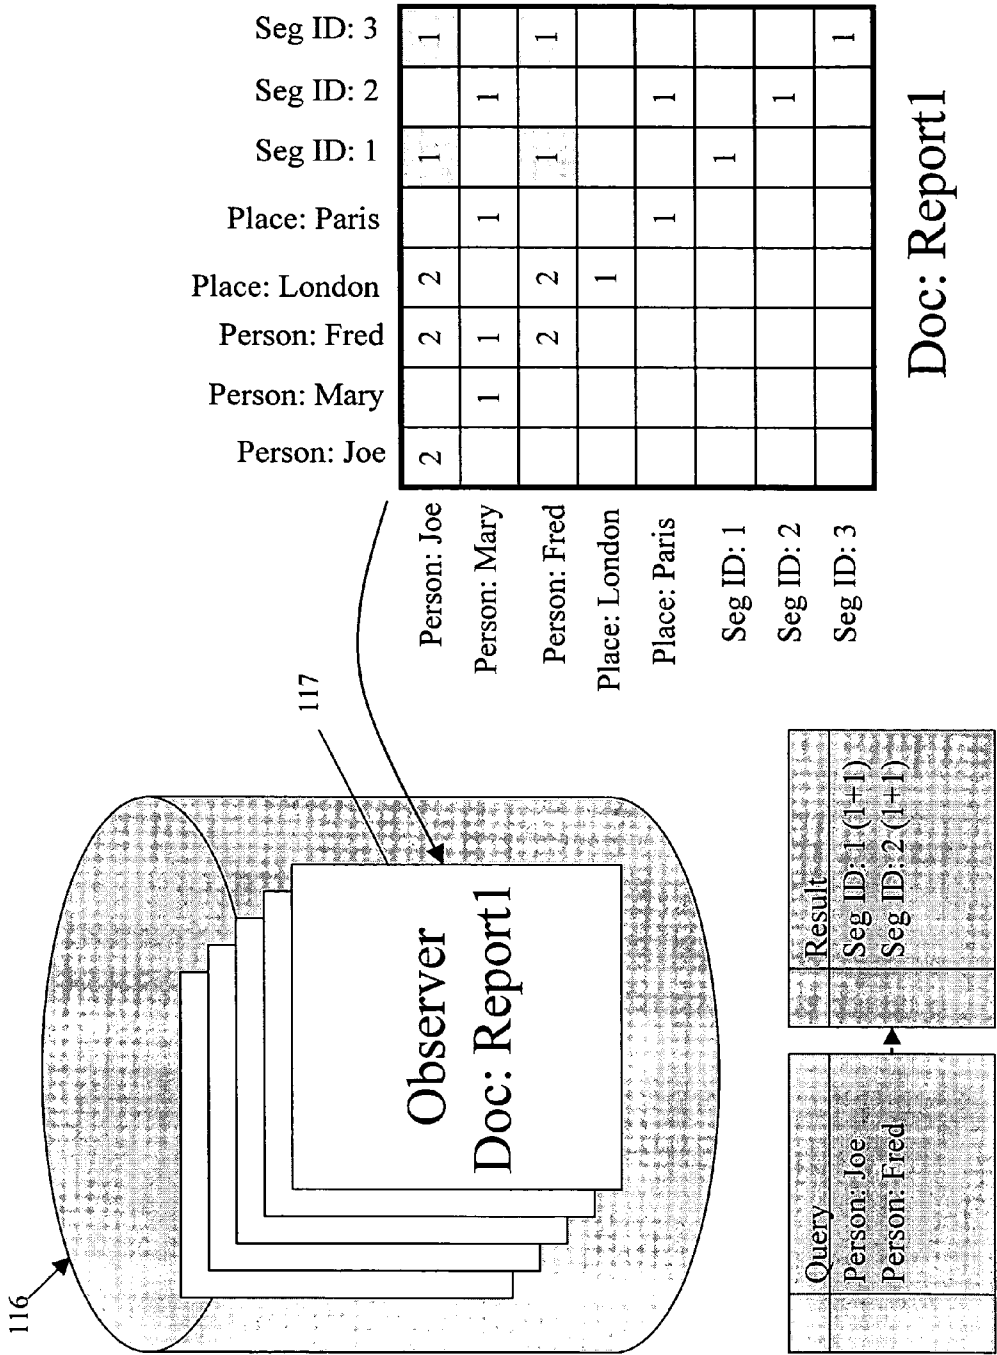 116
117
Observer
Doc: Report1
Person: Joe
Person: Mary
Person: Fred
Place: London
Place: Paris
Seg ID: 1
Seg ID: 2
Seg ID: 3
Person: Joe 2 2 2 1 1
Person: Mary 1 1 1 1
Person: Fred 2 2 1 1
Place: London 1
Place: Paris 1 1
Seg ID: 1 1
Seg ID: 2 1
Seg ID: 3 1
Doc: Report1
Query
Person: Joe
Person: Fred
Result
Seg ID: 1 (1+1)
Seg ID: 2 (1+1)